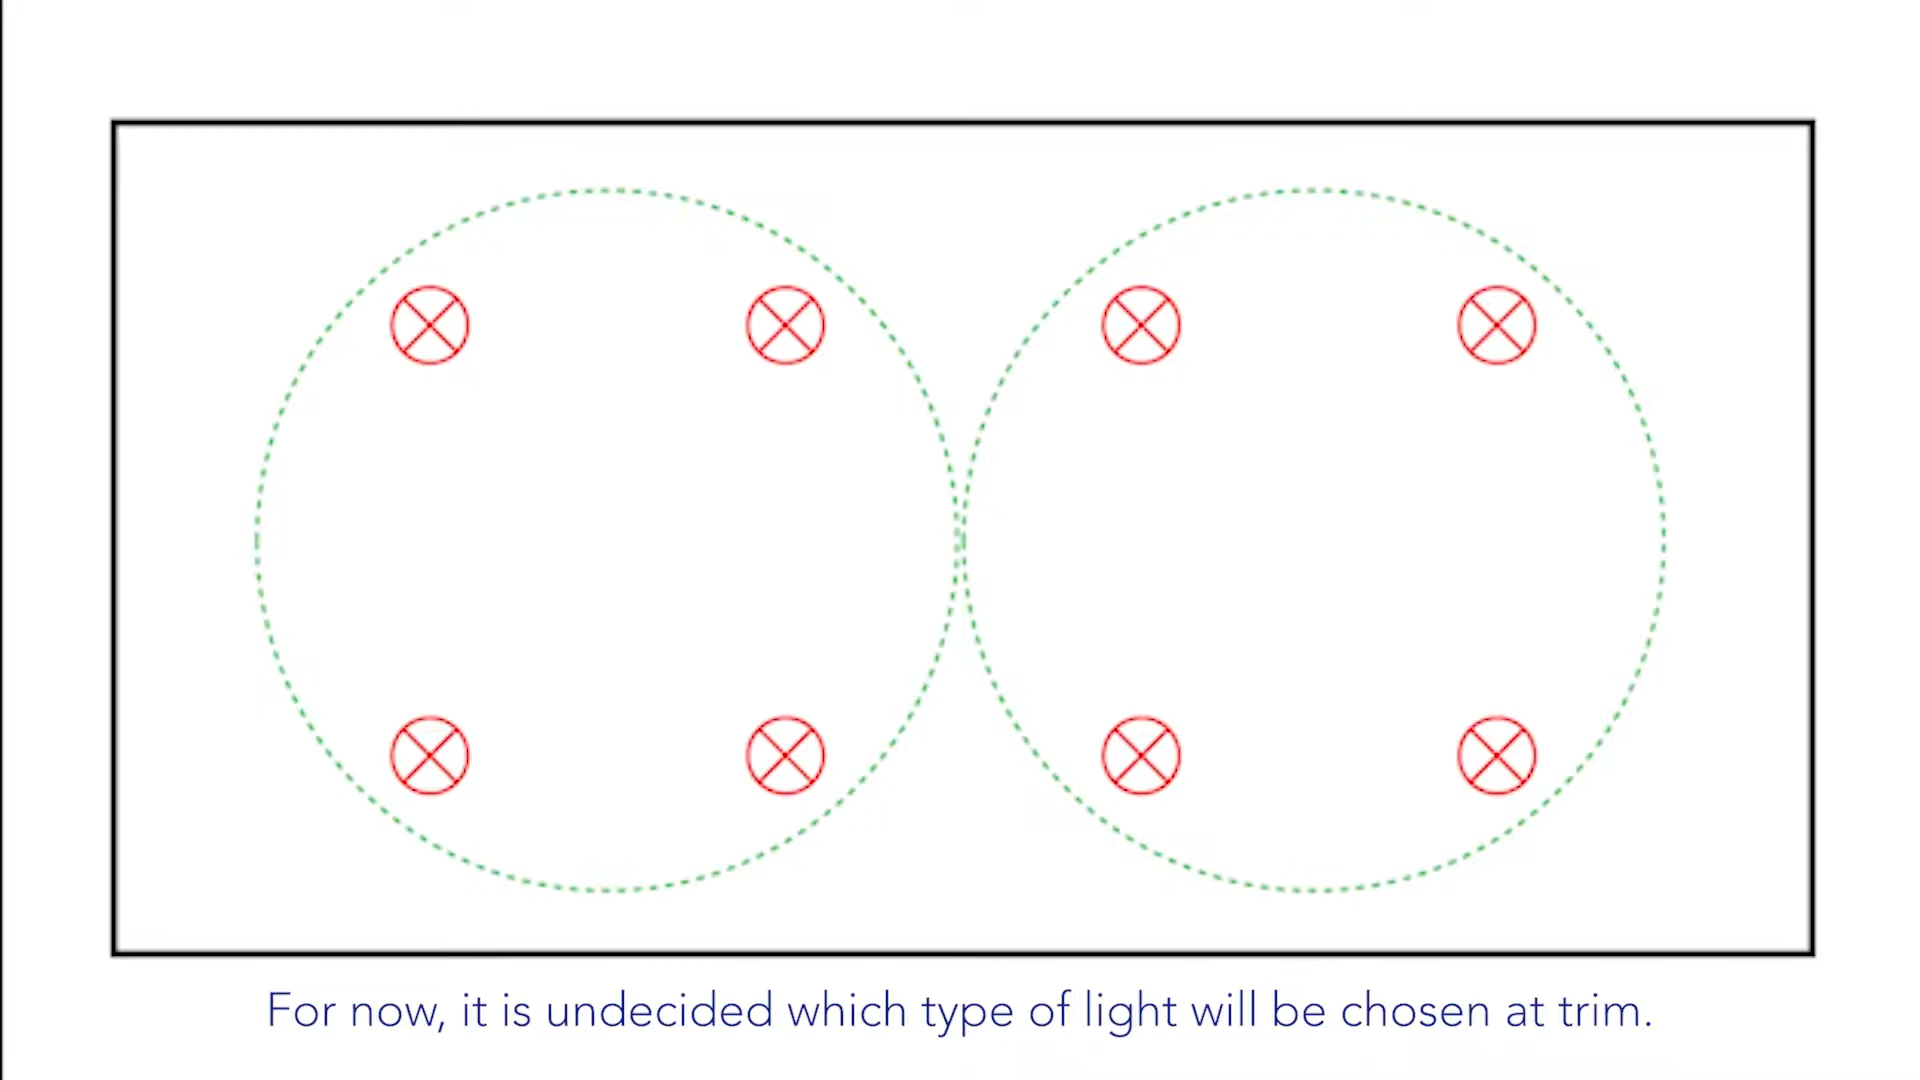 For now, it is undecided which type of light will be chosen at trim.